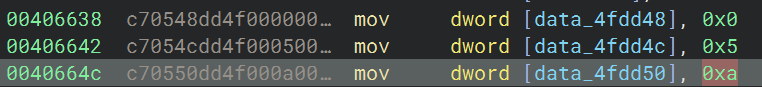 00406638 c70548dd4f000000… mov dword [data_4fdd48], 0x0
00406642 c7054cdd4f000500… mov dword [data_4fdd4c], 0x5
0040664c c70550dd4f000a00… mov dword [data_4fdd50], 0xa